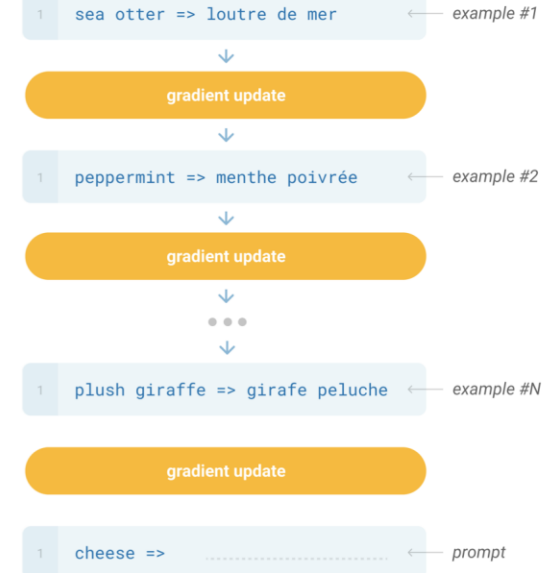 1 sea otter => loutre de mer example #1
gradient update
1 peppermint => menthe poivrée example #2
gradient update
1 plush giraffe => girafe peluche example #N
gradient update
1 cheese => prompt